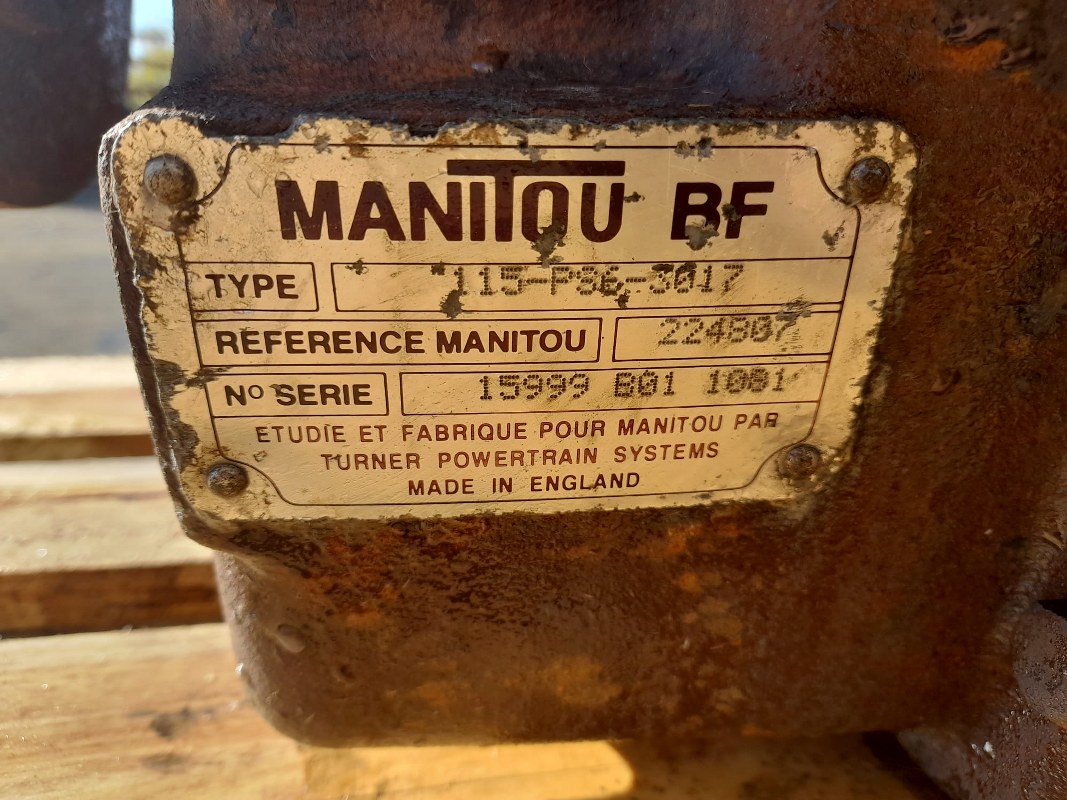 MANITOU BF
TYPE 115-P86-3017
REFERENCE MANITOU 224807
No SERIE 15999 B01 1081
ETUDIE ET FABRIQUE POUR MANITOU PAR
TURNER POWERTRAIN SYSTEMS
MADE IN ENGLAND